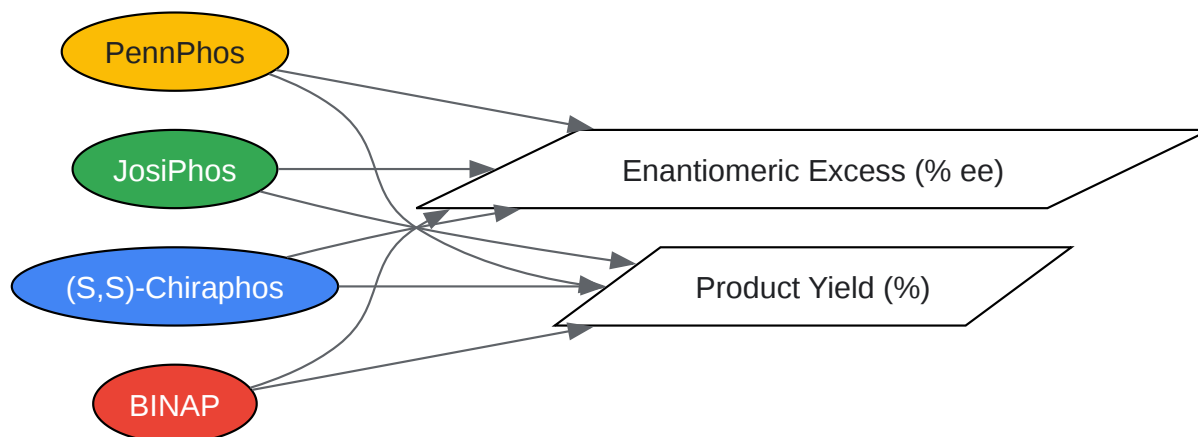 PennPhos
JosiPhos
Enantiomeric Excess (% ee)
(S,S)-Chiraphos
Product Yield (%)
BINAP